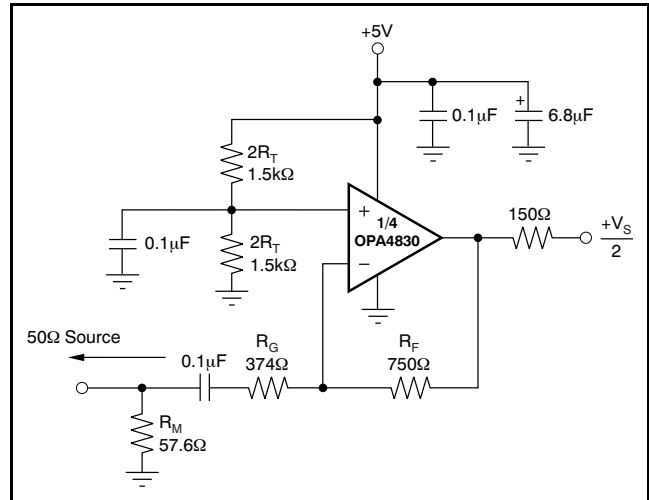 +5V
0.1μF
+
6.8μF
2R_T
1.5kΩ
+
1/4
OPA4830
−
150Ω
+V_S
2
0.1μF
2R_T
1.5kΩ
50Ω Source
0.1μF
R_G
374Ω
R_F
750Ω
R_M
57.6Ω